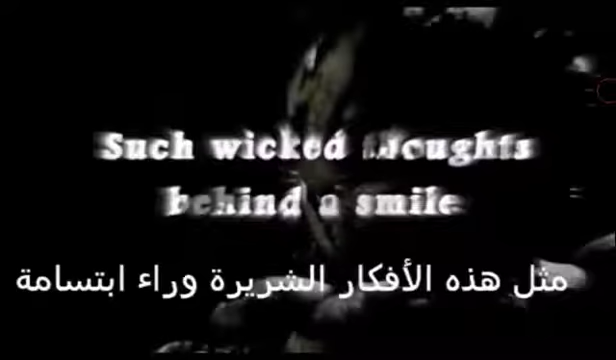 Such wicked thoughts
behind a smile
مثل هذه الأفكار الشريرة وراء ابتسامة